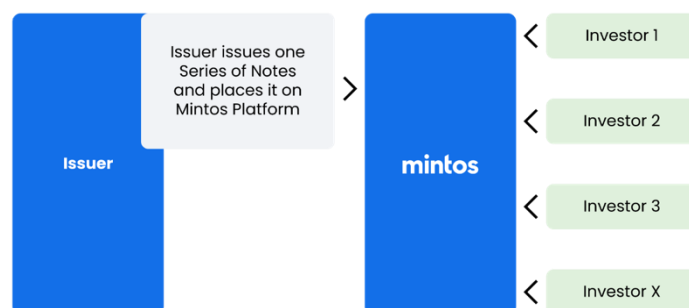 Issuer
Issuer issues one
Series of Notes
and places it on
Mintos Platform
mintos
Investor 1
Investor 2
Investor 3
Investor X